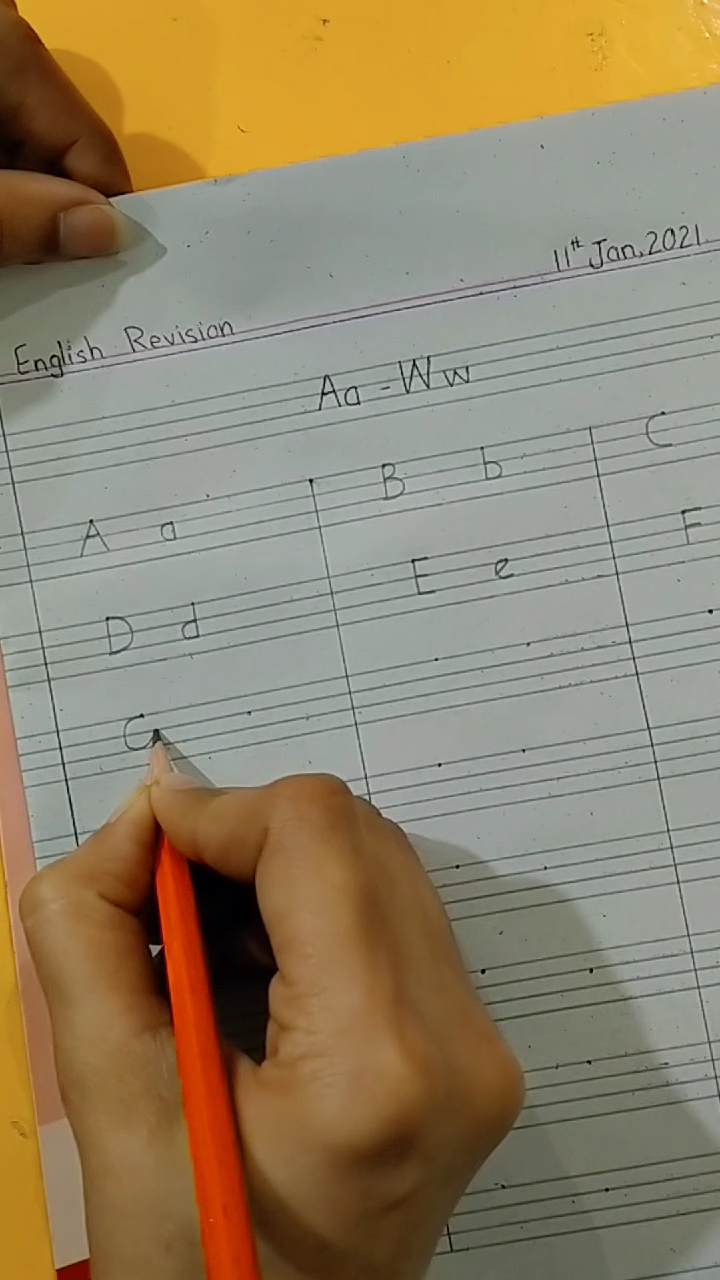 11th Jan, 2021.
English Revision
Aa - Ww
A a B b C
D d E e F
G